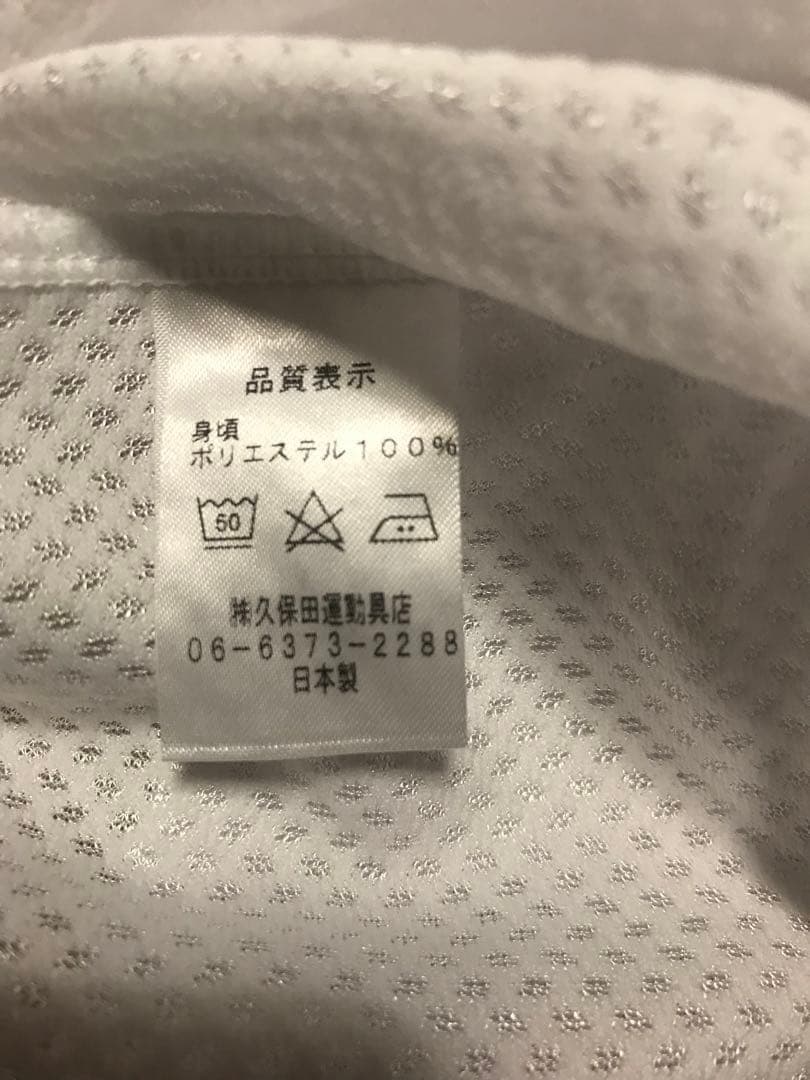 品質表示
身頃
ポリエステル100%
50
㈱久保田運動具店
06-6373-2288
日本製